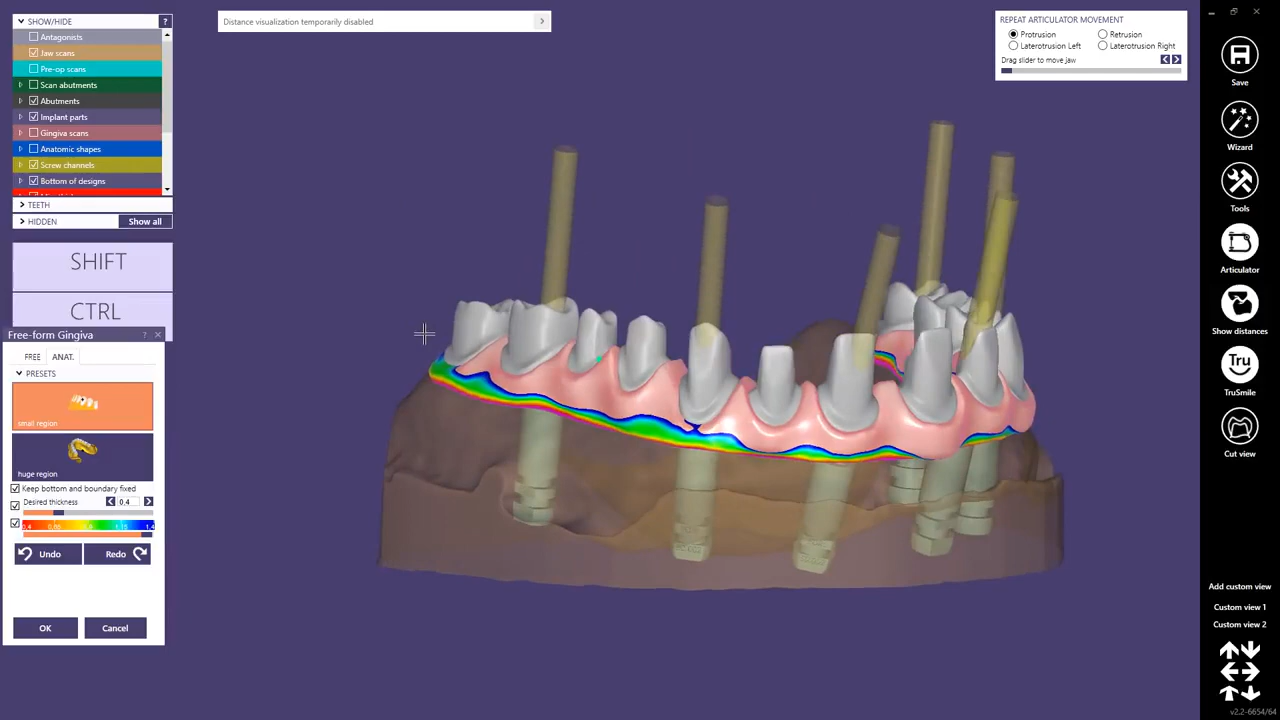 SHOW/HIDE ?
Antagonists
Jaw scans
Pre-op scans
Scan abutments
Abutments
Implant parts
Gingiva scans
Anatomic shapes
Screw channels
Bottom of designs
TEETH
HIDDEN Show all
SHIFT
CTRL
Free-form Gingiva ?
FREE ANAT.
PRESETS
small region
huge region
Keep bottom and boundary fixed
Desired thickness 0,4
Undo Redo
OK Cancel
Distance visualization temporarily disabled
REPEAT ARTICULATOR MOVEMENT
Protrusion Retrusion
Laterotrusion Left Laterotrusion Right
Drag slider to move jaw
Save
Wizard
Tools
Articulator
Show distances
Tru
TruSmile
Cut view
Add custom view
Custom view 1
Custom view 2
v2.2-6654/64